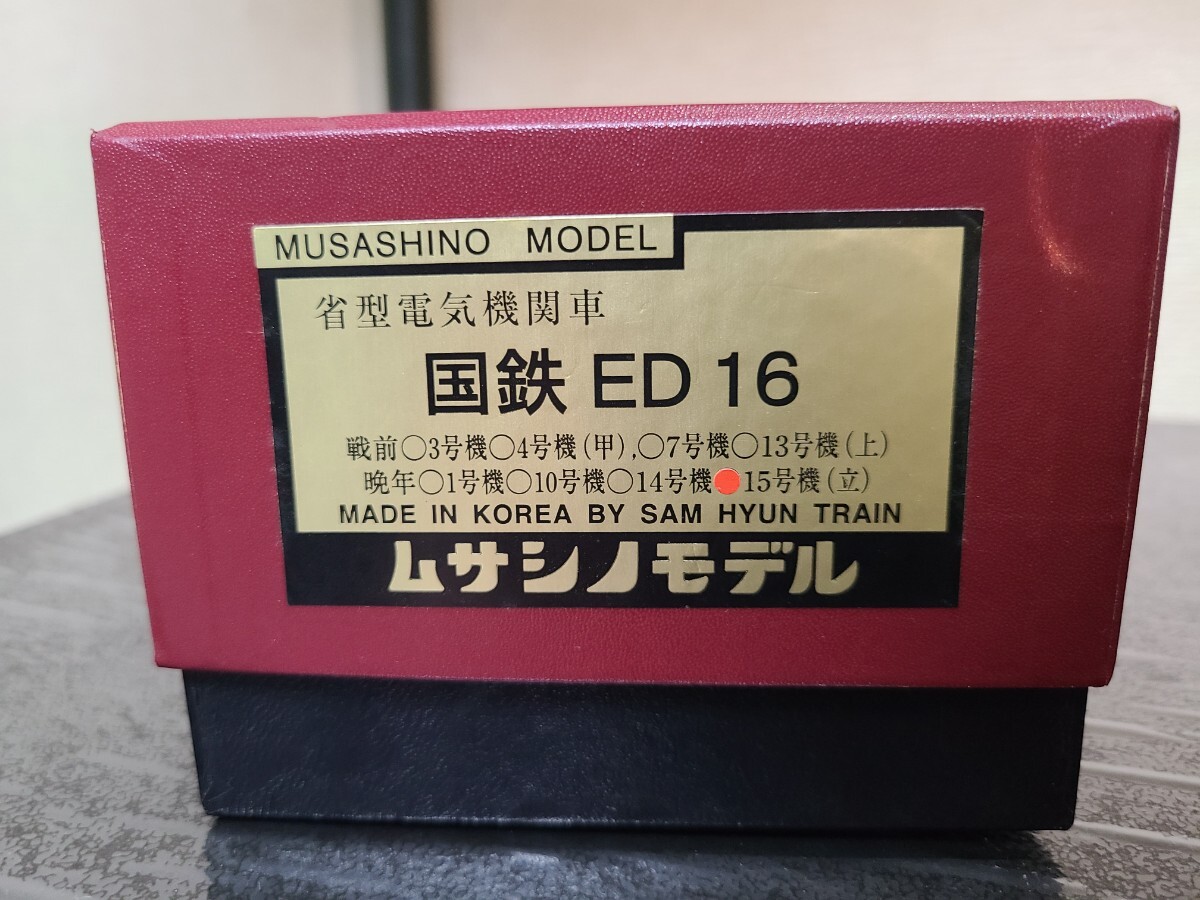 MUSASHINO MODEL
省型電気機関車
国鉄 ED 16
戦前○3号機○4号機(甲),○7号機○13号機(上)
晩年○1号機○10号機○14号機●15号機(立)
MADE IN KOREA BY SAM HYUN TRAIN
ムサシノモデル